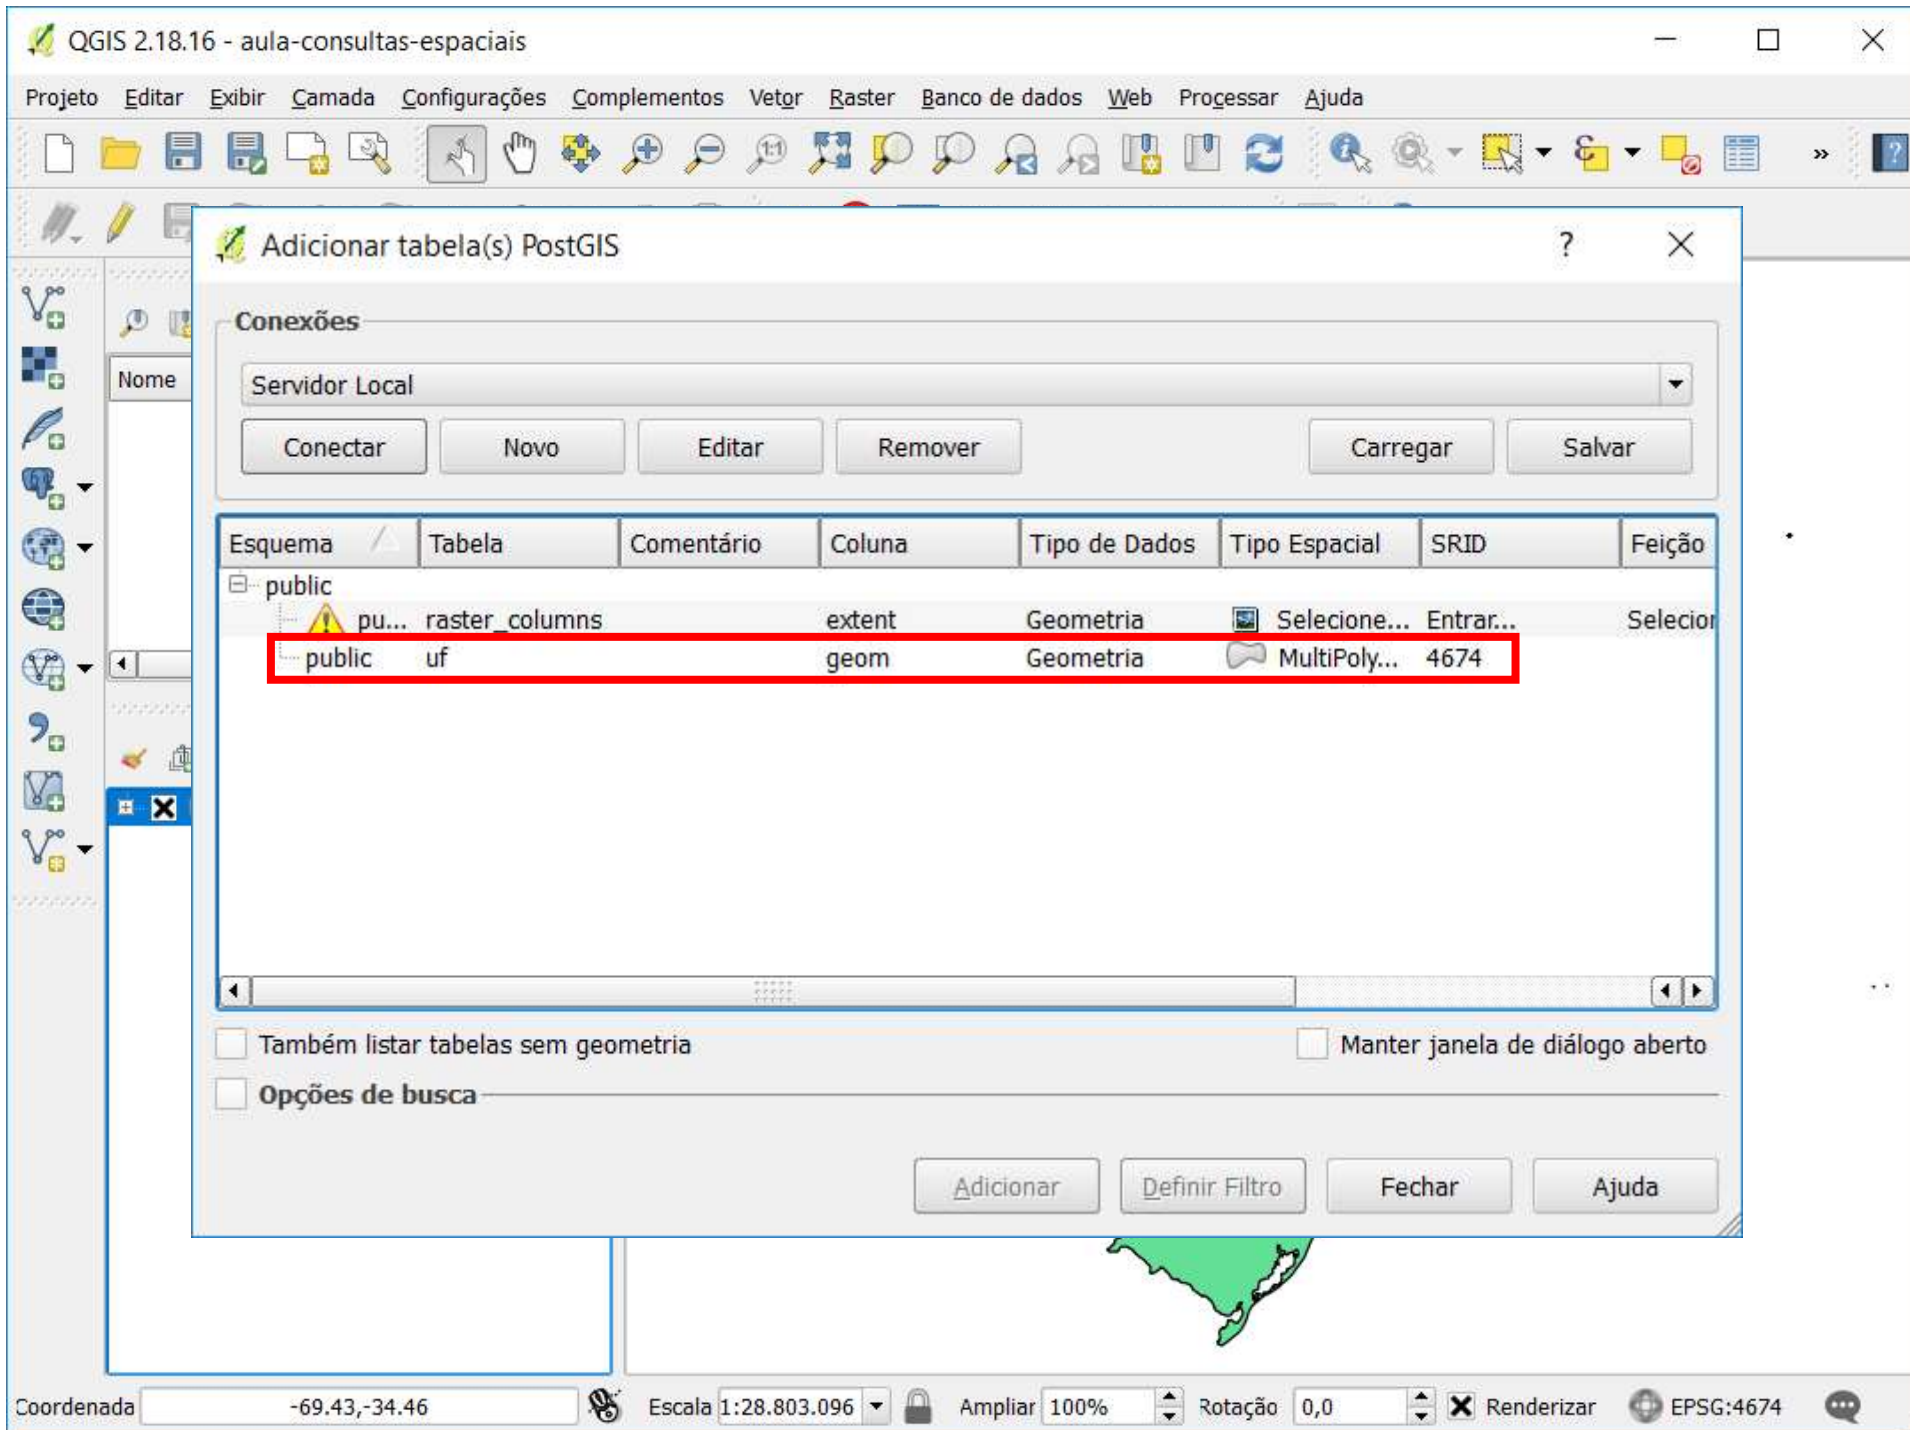 QGIS 2.18.16 - aula-consultas-espaciais
Projeto Editar Exibir Camada Configurações Complementos Vetor Raster Banco de dados Web Processar Ajuda
1:1
ε
»
?
Adicionar tabela(s) PostGIS ?
Conexões
Nome
Servidor Local
Conectar Novo Editar Remover Carregar Salvar
Esquema Tabela Comentário Coluna Tipo de Dados Tipo Espacial SRID Feição
public
pu... raster_columns extent Geometria Selecione... Entrar... Selecior
public uf geom Geometria MultiPoly... 4674
Também listar tabelas sem geometria Manter janela de diálogo aberto
Opções de busca
Adicionar Definir Filtro Fechar Ajuda
Coordenada -69.43,-34.46 Escala 1:28.803.096 Ampliar 100% Rotação 0,0 Renderizar EPSG:4674